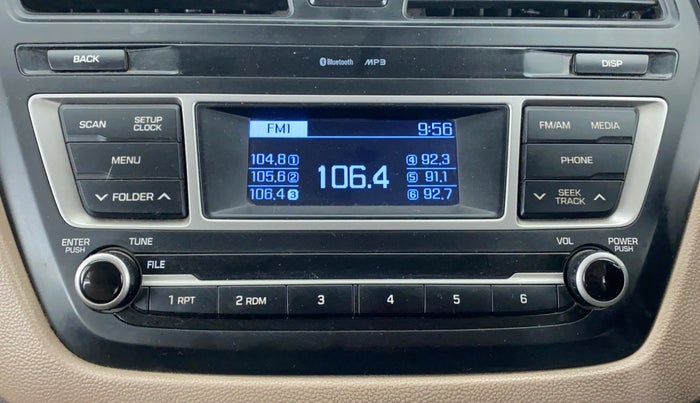 BACK
Bluetooth MP3
DISP
SCAN SETUP CLOCK
MENU
FOLDER
FM1 9:56
104.8 1
105.6 2
106.4 3
106.4
4 92.3
5 91.1
6 92.7
FM/AM MEDIA
PHONE
SEEK TRACK
ENTER PUSH
TUNE
FILE
VOL
POWER PUSH
1 RPT 2 RDM 3 4 5 6